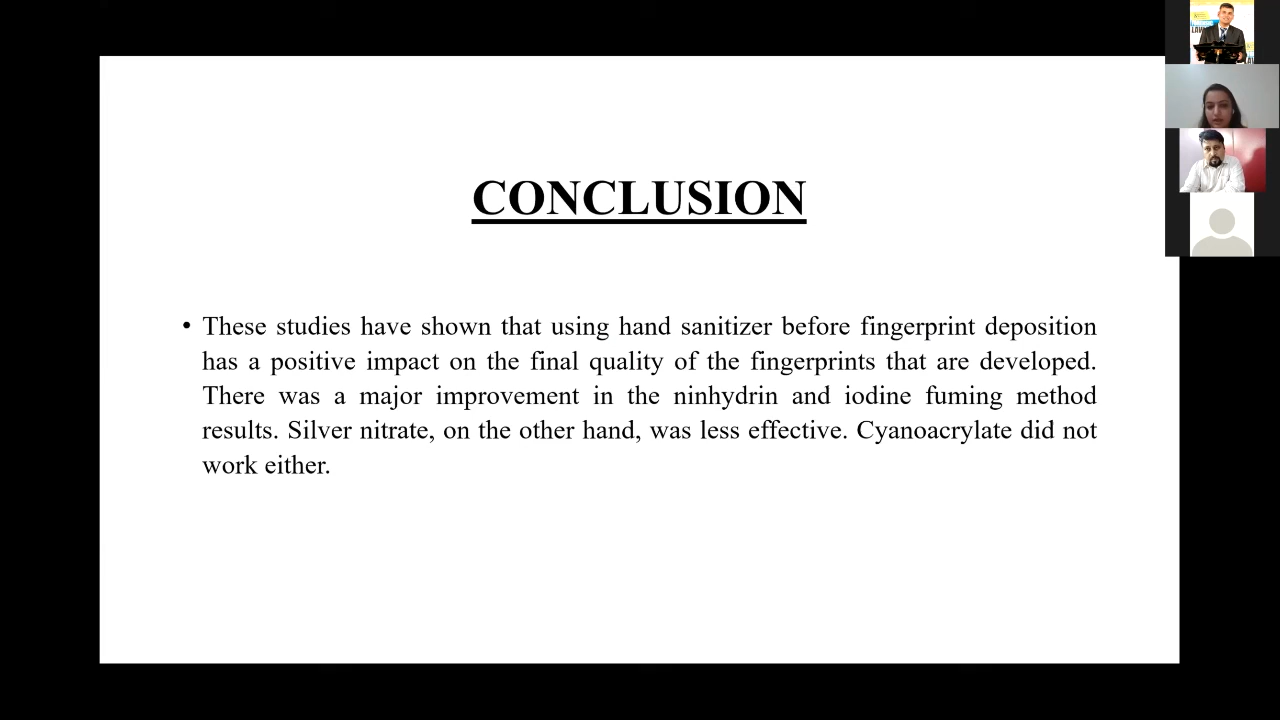 CONCLUSION
• These studies have shown that using hand sanitizer before fingerprint deposition
has a positive impact on the final quality of the fingerprints that are developed.
There was a major improvement in the ninhydrin and iodine fuming method
results. Silver nitrate, on the other hand, was less effective. Cyanoacrylate did not
work either.